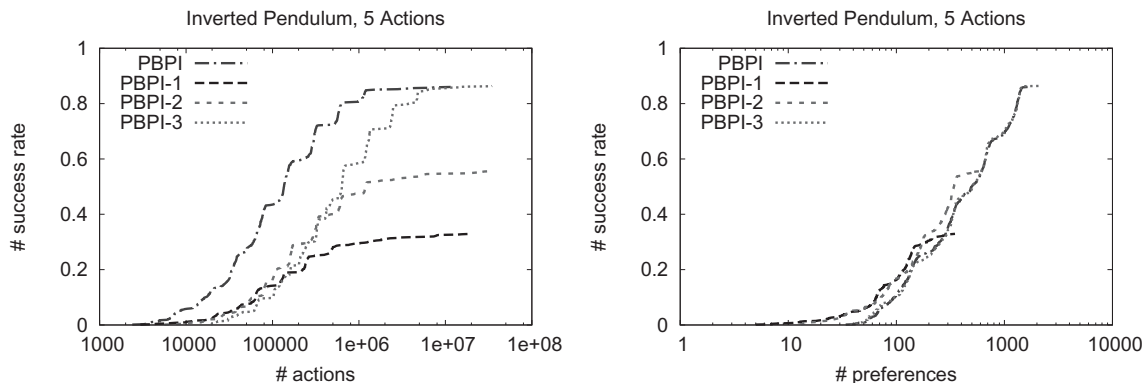 Inverted Pendulum, 5 Actions
# success rate
1
0.8
0.6
0.4
0.2
0
PBPI
PBPI-1
PBPI-2
PBPI-3
1000 10000 100000 1e+06 1e+07 1e+08
# actions
Inverted Pendulum, 5 Actions
# success rate
1
0.8
0.6
0.4
0.2
0
PBPI
PBPI-1
PBPI-2
PBPI-3
1 10 100 1000 10000
# preferences